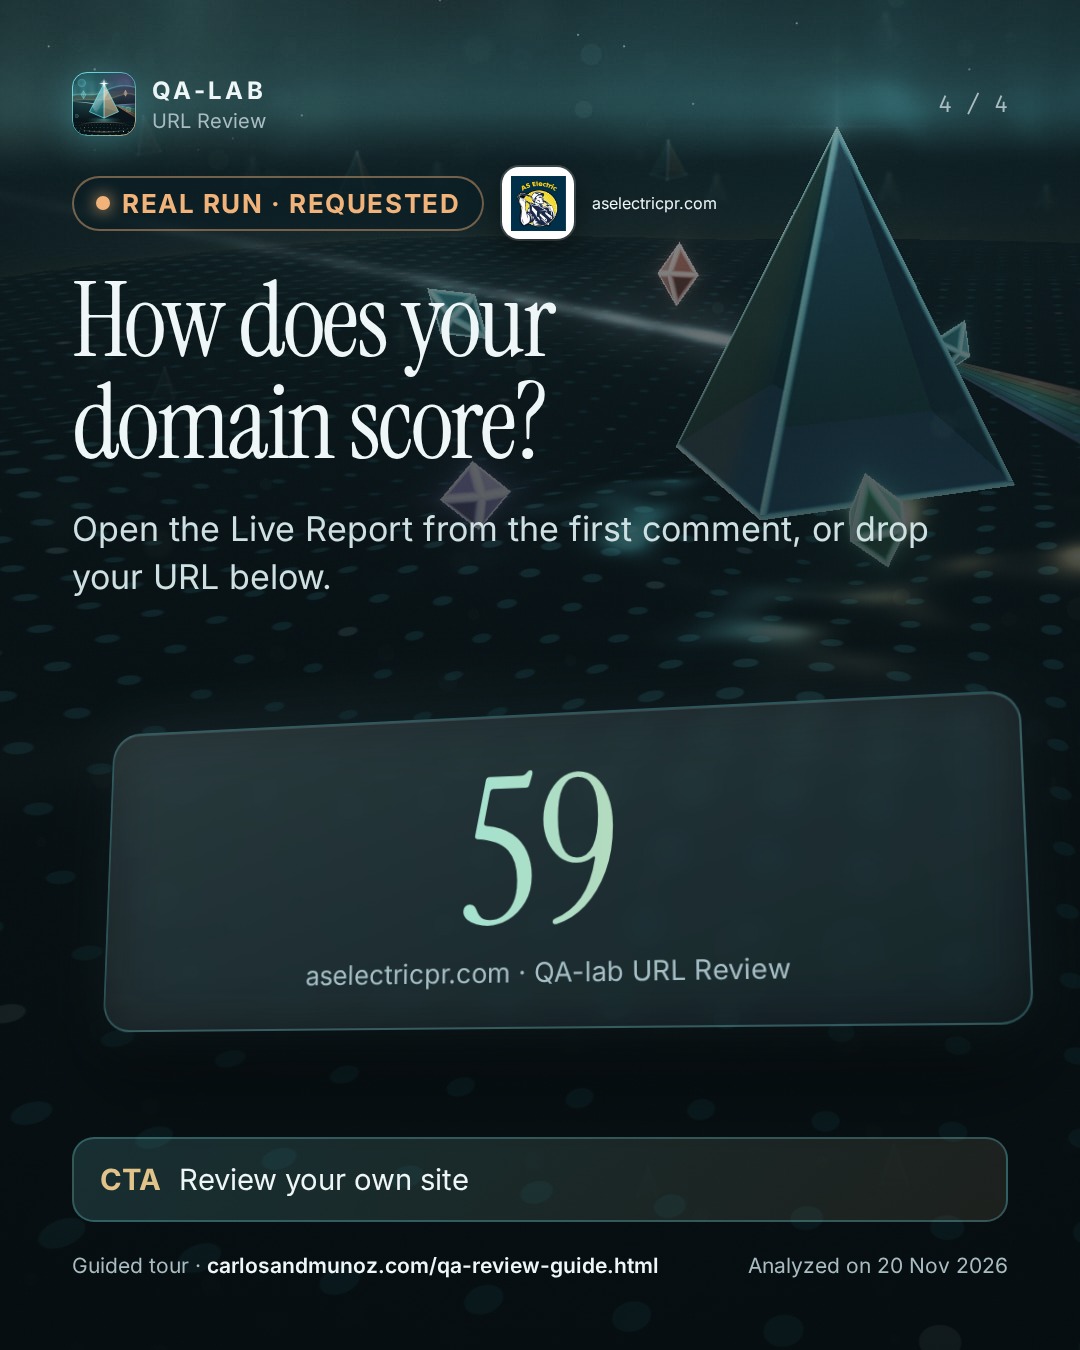 QA-LAB
URL Review
4 / 4
REAL RUN · REQUESTED
AS Electric
aselectricpr.com
How does your
domain score?
Open the Live Report from the first comment, or drop
your URL below.
59
aselectricpr.com · QA-lab URL Review
CTA Review your own site
Guided tour · carlosandmunoz.com/qa-review-guide.html
Analyzed on 20 Nov 2026